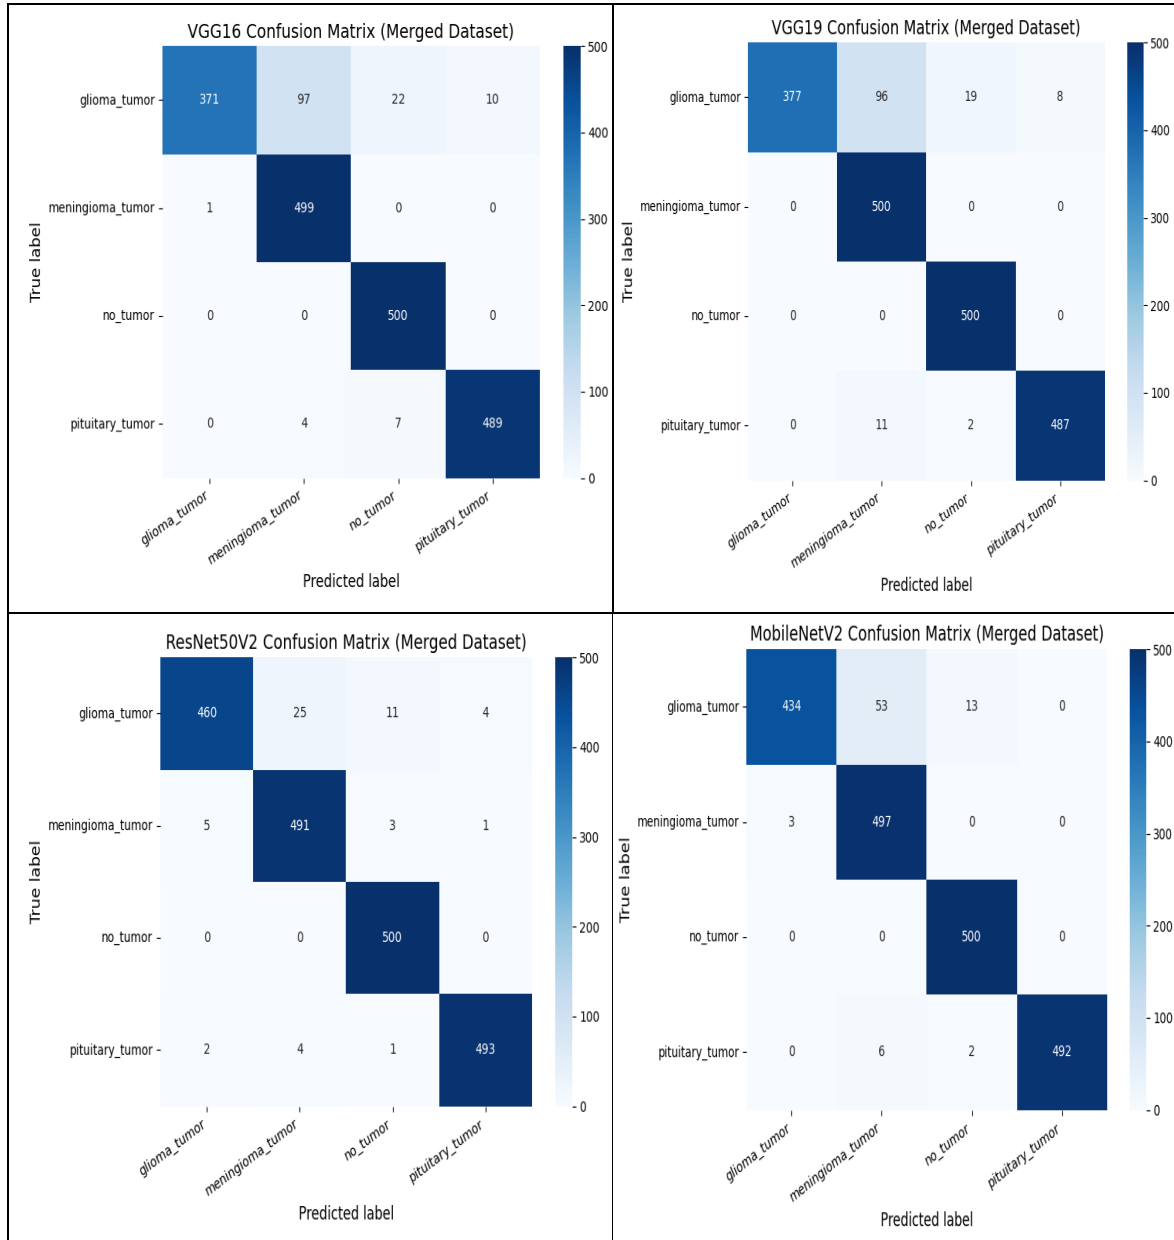 VGG16 Confusion Matrix (Merged Dataset)
glioma_tumor 371 97 22 10
meningioma_tumor 1 499 0 0
no_tumor 0 0 500 0
pituitary_tumor 0 4 7 489
True label
500
400
300
200
100
0
glioma_tumor meningioma_tumor no_tumor pituitary_tumor
Predicted label
VGG19 Confusion Matrix (Merged Dataset)
glioma_tumor 377 96 19 8
meningioma_tumor 0 500 0 0
no_tumor 0 0 500 0
pituitary_tumor 0 11 2 487
True label
500
400
300
200
100
0
glioma_tumor meningioma_tumor no_tumor pituitary_tumor
Predicted label
ResNet50V2 Confusion Matrix (Merged Dataset)
glioma_tumor 460 25 11 4
meningioma_tumor 5 491 3 1
no_tumor 0 0 500 0
pituitary_tumor 2 4 1 493
True label
500
400
300
200
100
0
glioma_tumor meningioma_tumor no_tumor pituitary_tumor
Predicted label
MobileNetV2 Confusion Matrix (Merged Dataset)
glioma_tumor 434 53 13 0
meningioma_tumor 3 497 0 0
no_tumor 0 0 500 0
pituitary_tumor 0 6 2 492
True label
500
400
300
200
100
0
glioma_tumor meningioma_tumor no_tumor pituitary_tumor
Predicted label